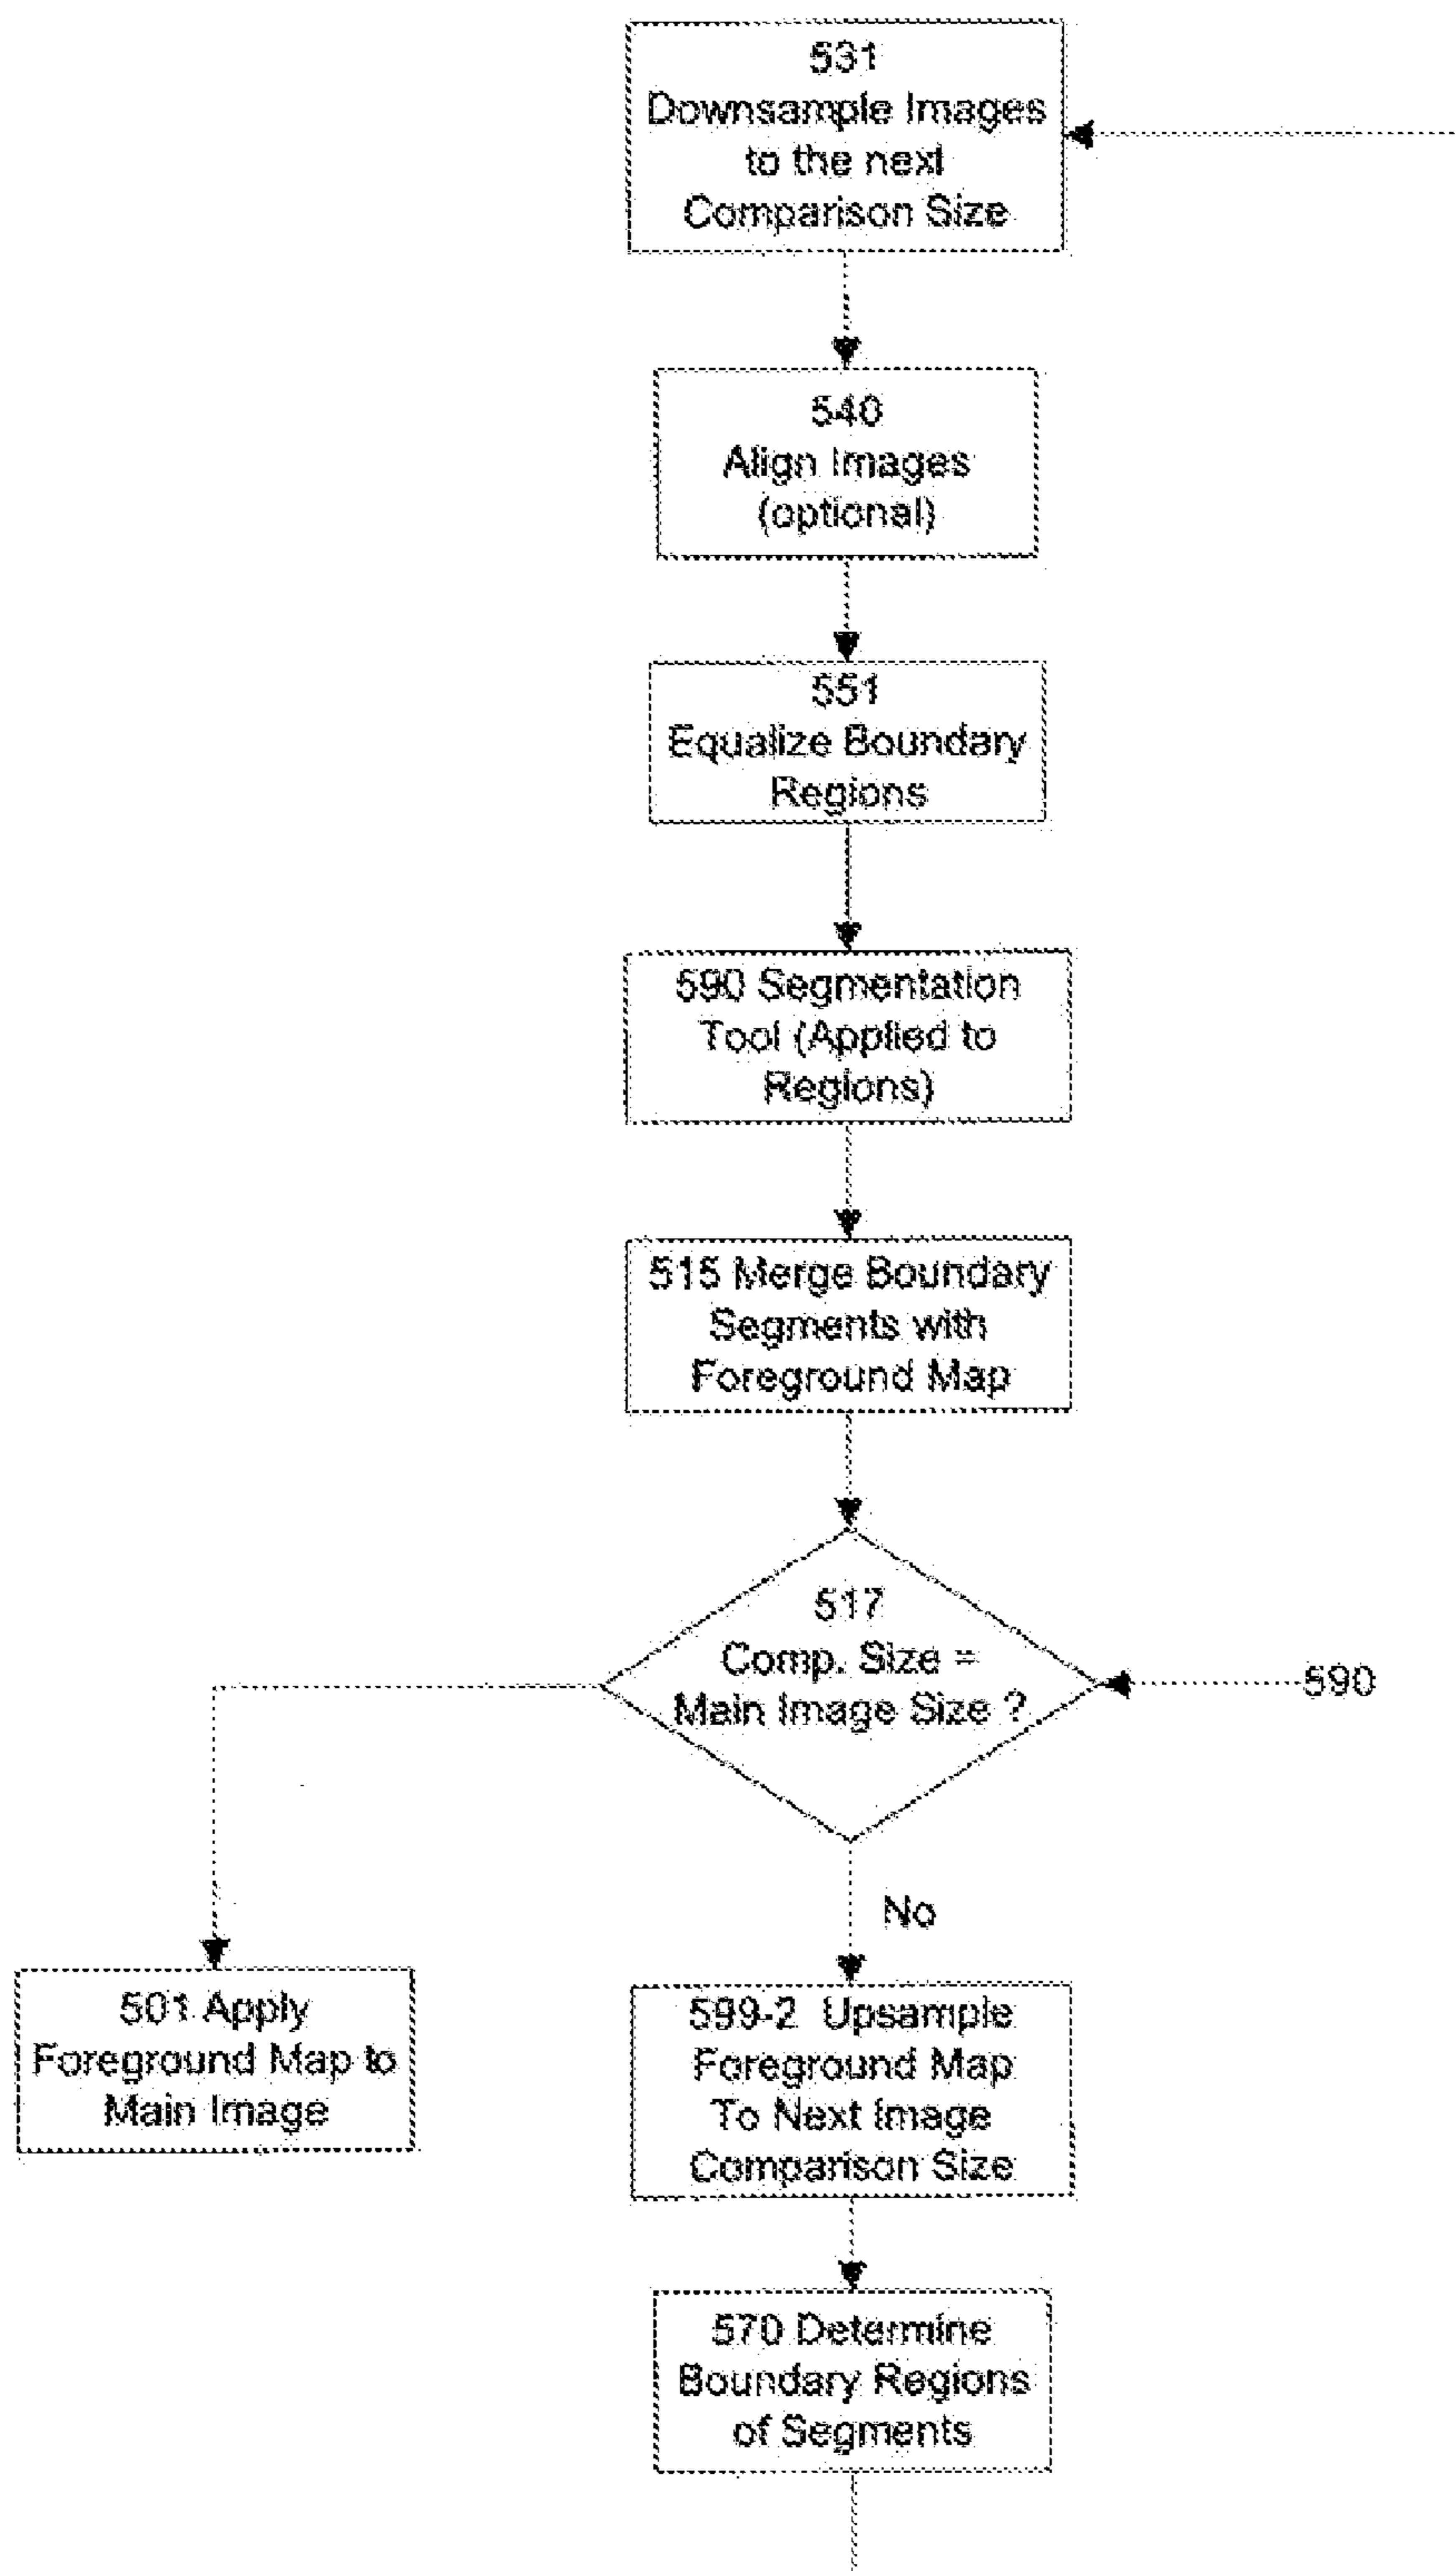 531
Downsample Images
to the next
Comparison Size
540
Align Images
(optional)
551
Equalize Boundary
Regions
590 Segmentation
Tool (Applied to
Regions)
515 Merge Boundary
Segments with
Foreground Map
517
Comp. Size =
Main Image Size ?
590
No
501 Apply
Foreground Map to
Main Image
599-2 Upsample
Foreground Map
To Next Image
Comparison Size
570 Determine
Boundary Regions
of Segments